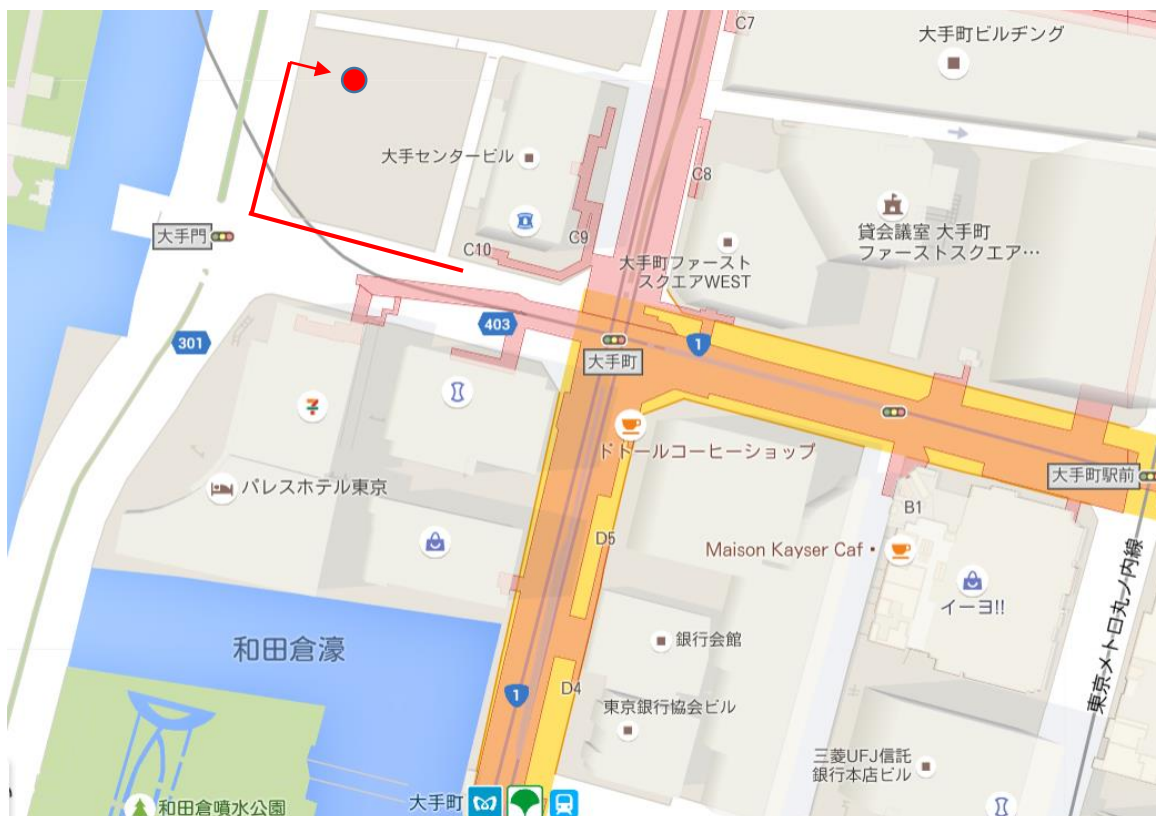 C7
大手町ビルヂング
大手センタービル
C8
貸会議室 大手町
ファーストスクエア…
大手門
C10
C9
大手町ファースト
スクエアWEST
403
301
1
大手町
7
ドトールコーヒーショップ
パレスホテル東京
大手町駅前
B1
D5
Maison Kayser Caf
イーヨ!!
東京メトロ丸ノ内線
和田倉濠
銀行会館
D4
1
東京銀行協会ビル
三菱UFJ信託
銀行本店ビル
大手町
和田倉噴水公園